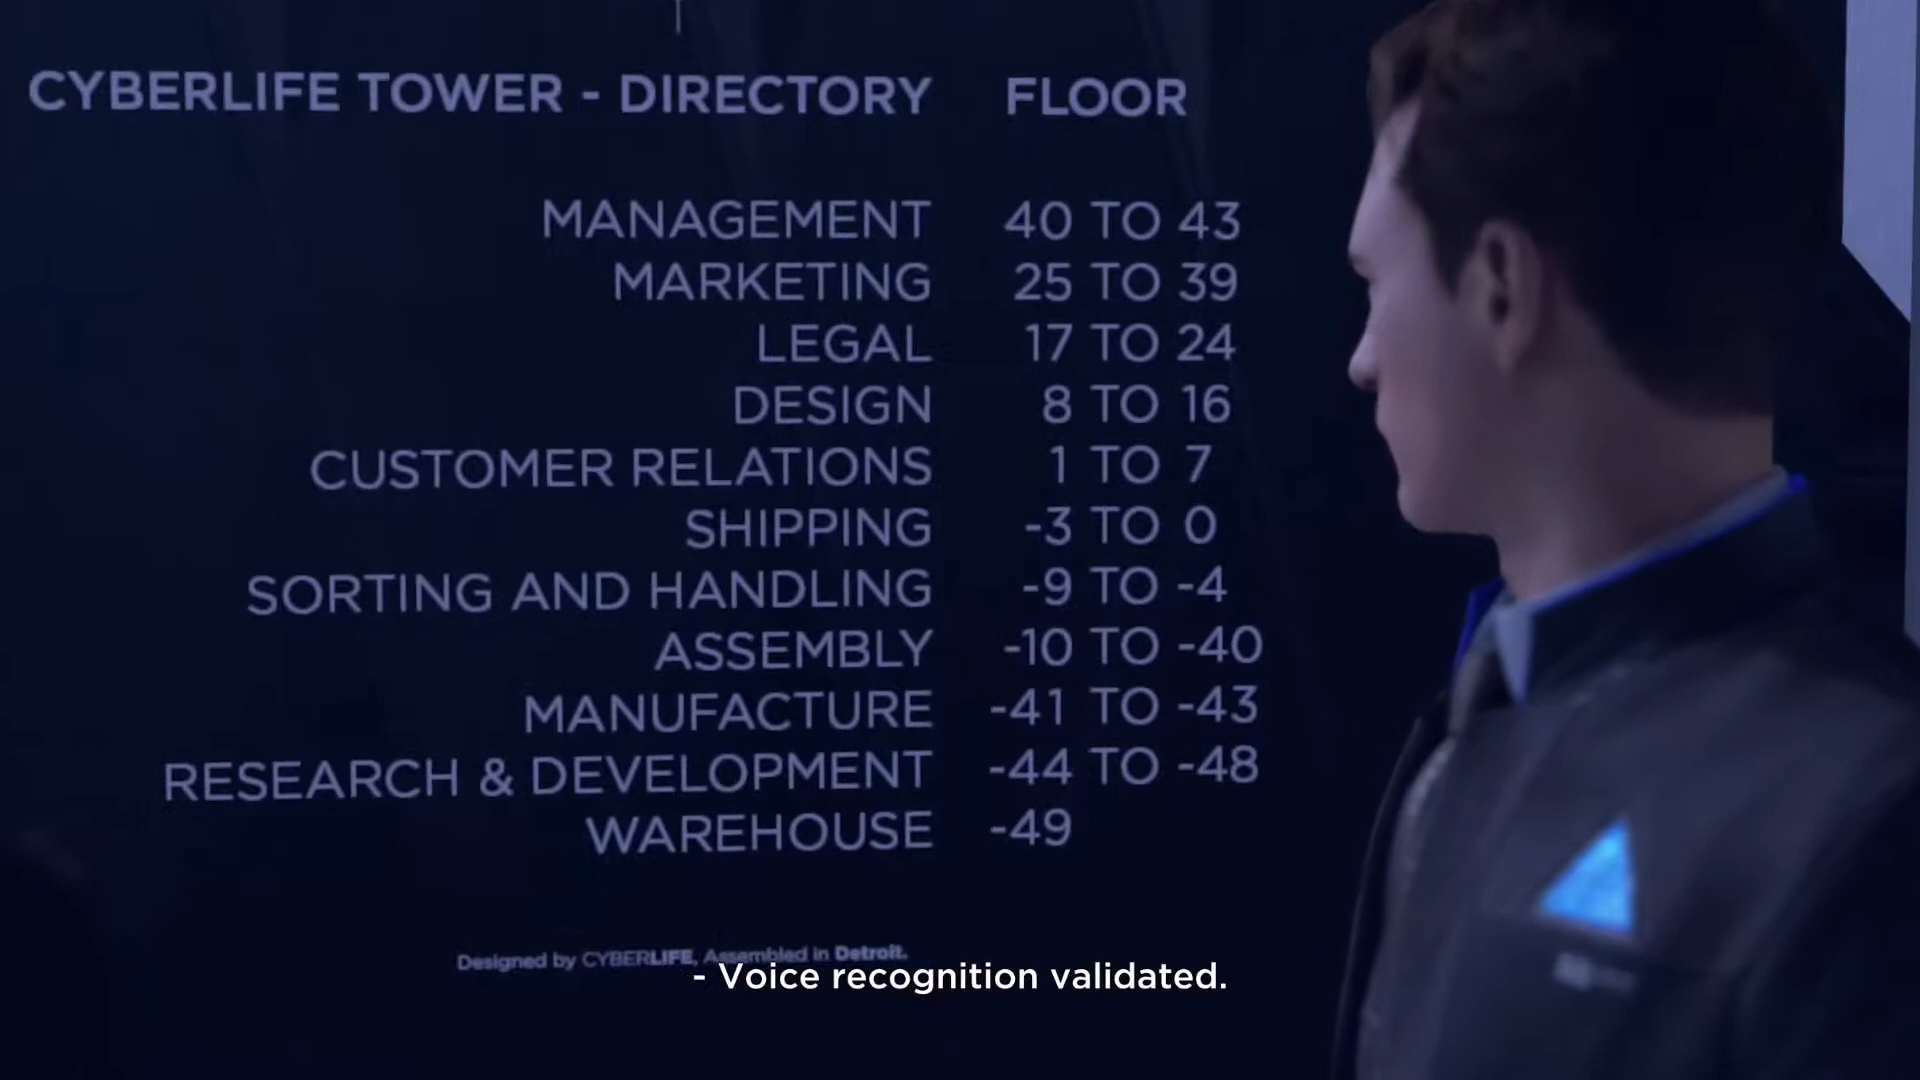 CYBERLIFE TOWER - DIRECTORY FLOOR
MANAGEMENT 40 TO 43
MARKETING 25 TO 39
LEGAL 17 TO 24
DESIGN 8 TO 16
CUSTOMER RELATIONS 1 TO 7
SHIPPING -3 TO 0
SORTING AND HANDLING -9 TO -4
ASSEMBLY -10 TO -40
MANUFACTURE -41 TO -43
RESEARCH & DEVELOPMENT -44 TO -48
WAREHOUSE -49
Designed by CYBERLIFE, Assembled in Detroit.
- Voice recognition validated.